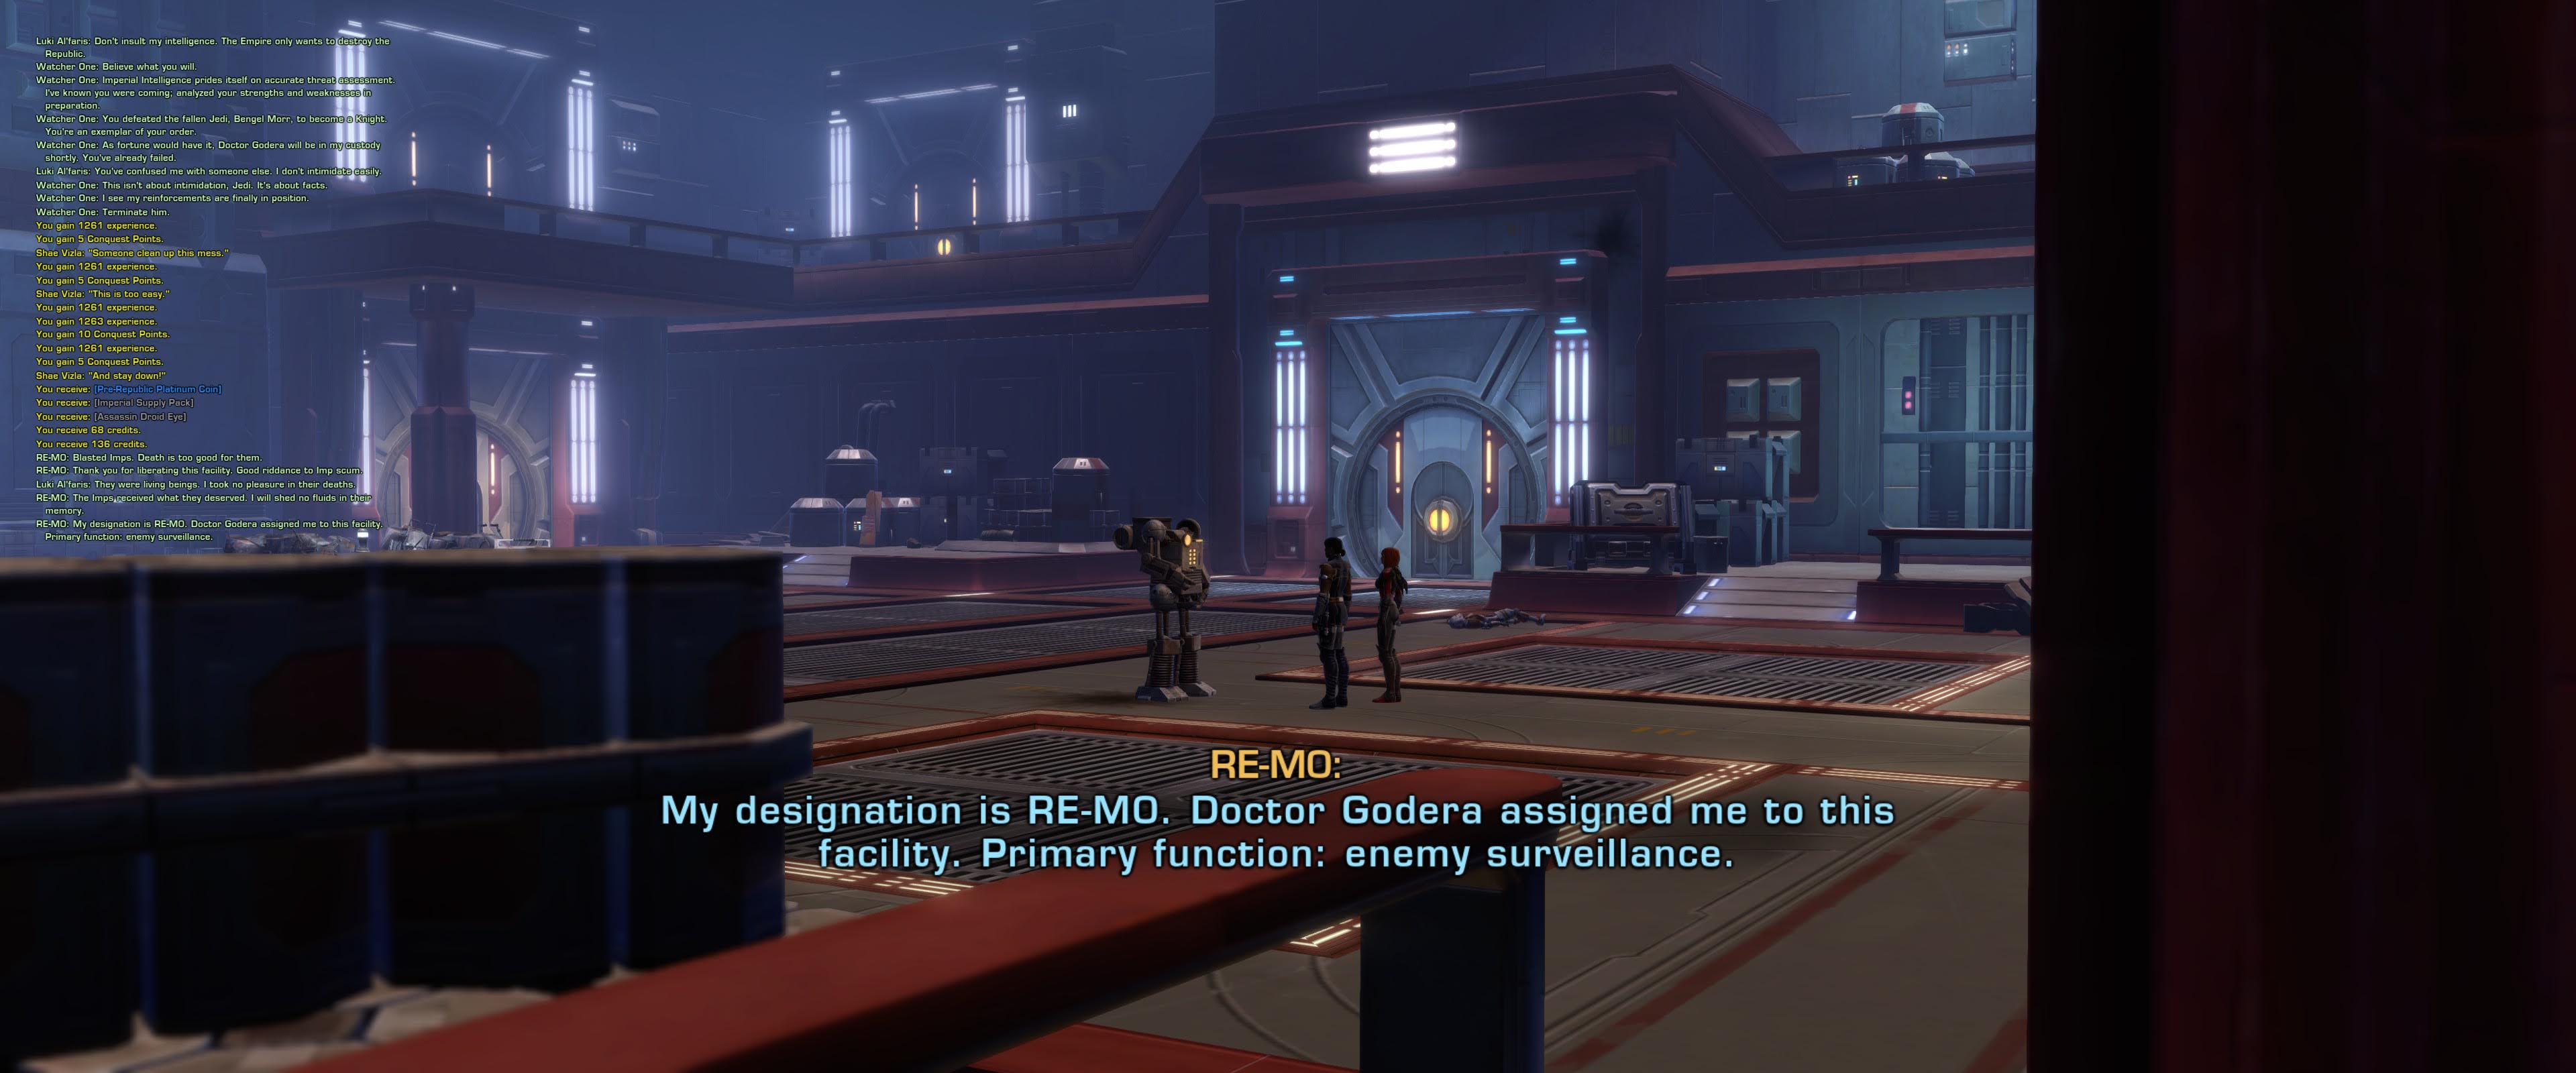 Luki Al'faris: Don't insult my intelligence. The Empire only wants to destroy the
Republic.
Watcher One: Believe what you will.
Watcher One: Imperial Intelligence prides itself on accurate threat assessment.
I've known you were coming; analyzed your strengths and weaknesses in
preparation.
Watcher One: You defeated the fallen Jedi, Bengel Morr, to become a Knight.
You're an exemplar of your order.
Watcher One: As fortune would have it, Doctor Godera will be in my custody
shortly. You've already failed.
Luki Al'faris: You've confused me with someone else. I don't intimidate easily.
Watcher One: This isn't about intimidation, Jedi. It's about facts.
Watcher One: I see my reinforcements are finally in position.
Watcher One: Terminate him.
You gain 1261 experience.
You gain 5 Conquest Points.
Shae Vizla: "Someone clean up this mess."
You gain 1261 experience.
You gain 5 Conquest Points.
Shae Vizla: "This is too easy."
You gain 1261 experience.
You gain 1263 experience.
You gain 10 Conquest Points.
You gain 1261 experience.
You gain 5 Conquest Points.
Shae Vizla: "And stay down!"
You receive: [Pre-Republic Platinum Coin]
You receive: [Imperial Supply Pack]
You receive: [Assassin Droid Eye]
You receive 68 credits.
You receive 136 credits.
RE-MO: Blasted Imps. Death is too good for them.
RE-MO: Thank you for liberating this facility. Good riddance to Imp scum.
Luki Al'faris: They were living beings. I took no pleasure in their deaths.
RE-MO: The Imps received what they deserved. I will shed no fluids in their
memory.
RE-MO: My designation is RE-MO. Doctor Godera assigned me to this facility.
Primary function: enemy surveillance.
RE-MO:
My designation is RE-MO. Doctor Godera assigned me to this
facility. Primary function: enemy surveillance.